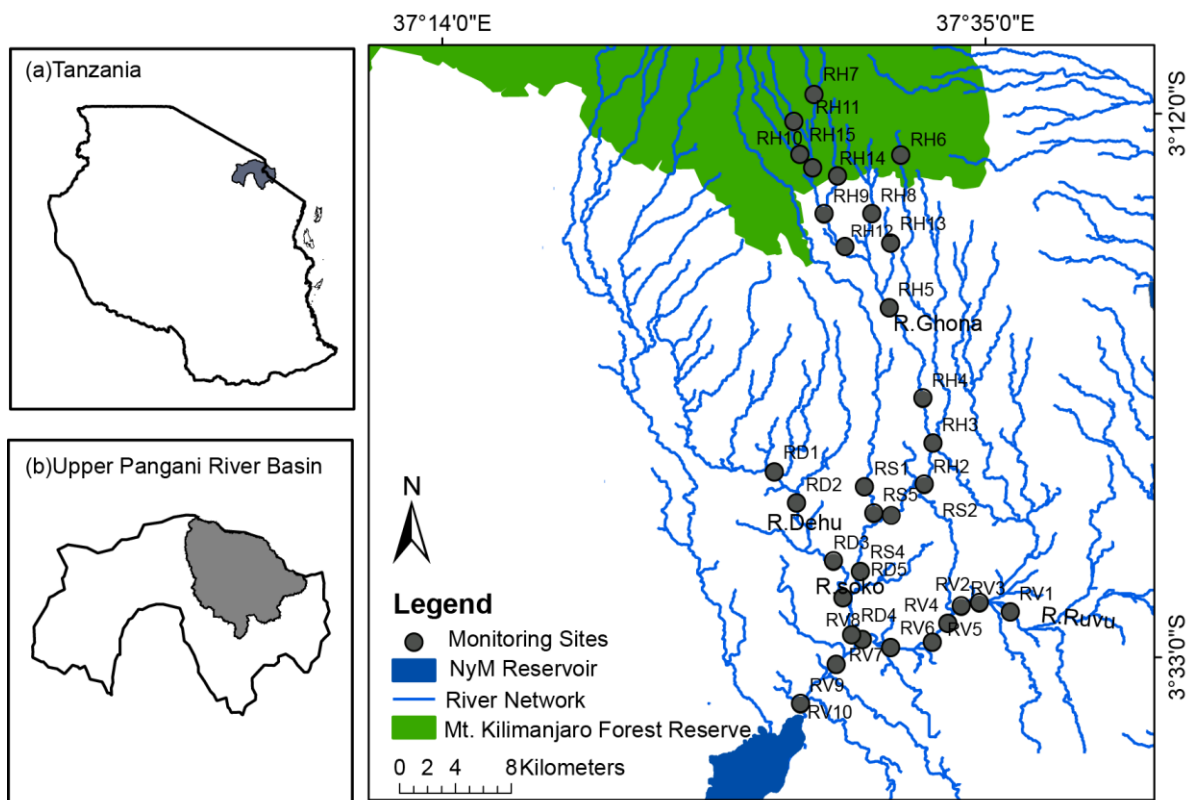 37°14'0"E
37°35'0"E
(a)Tanzania
3°12'0"S
RH7
RH11
RH10
RH15
RH6
RH14
RH9
RH8
RH12
RH13
RH5
R.Ghona
RH4
RH3
(b)Upper Pangani River Basin
RD1
RS1
RH2
RD2
RS5
RS2
R.Dehu
N
RD3
RS4
RD5
R.soko
RV2
RV3
RV1
RV4
R.Ruvu
RV8
RD4
RV6
RV5
RV7
3°33'0"S
RV9
RV10
Legend
Monitoring Sites
NyM Reservoir
River Network
Mt. Kilimanjaro Forest Reserve
0 2 4 8Kilometers